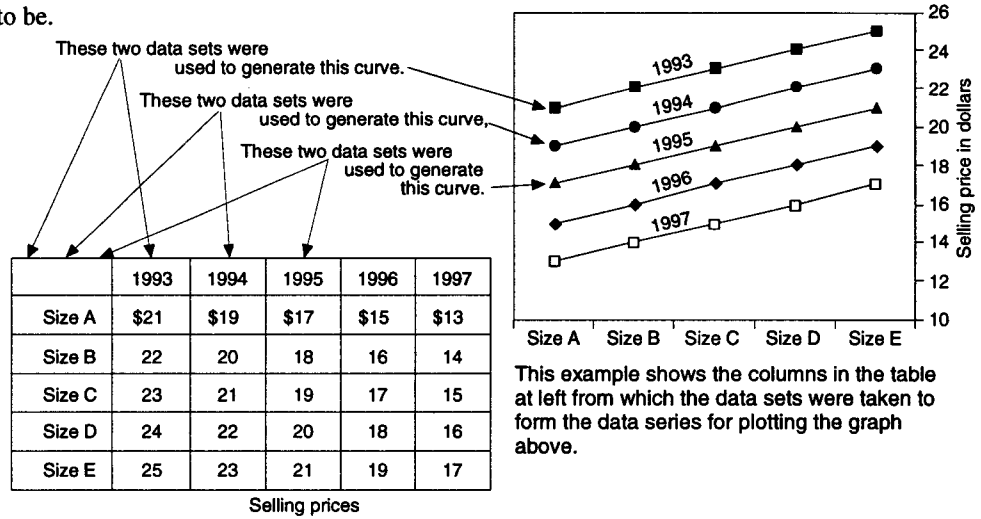 to be.
These two data sets were
used to generate this curve.
These two data sets were
used to generate this curve,
These two data sets were
used to generate
this curve.
1993 1994 1995 1996 1997
Size A $21 $19 $17 $15 $13
Size B 22 20 18 16 14
Size C 23 21 19 17 15
Size D 24 22 20 18 16
Size E 25 23 21 19 17
Selling prices
1993
1994
1995
1996
1997
26
24
22
20
18
16
14
12
10
Selling price in dollars
Size A Size B Size C Size D Size E
This example shows the columns in the table
at left from which the data sets were taken to
form the data series for plotting the graph
above.